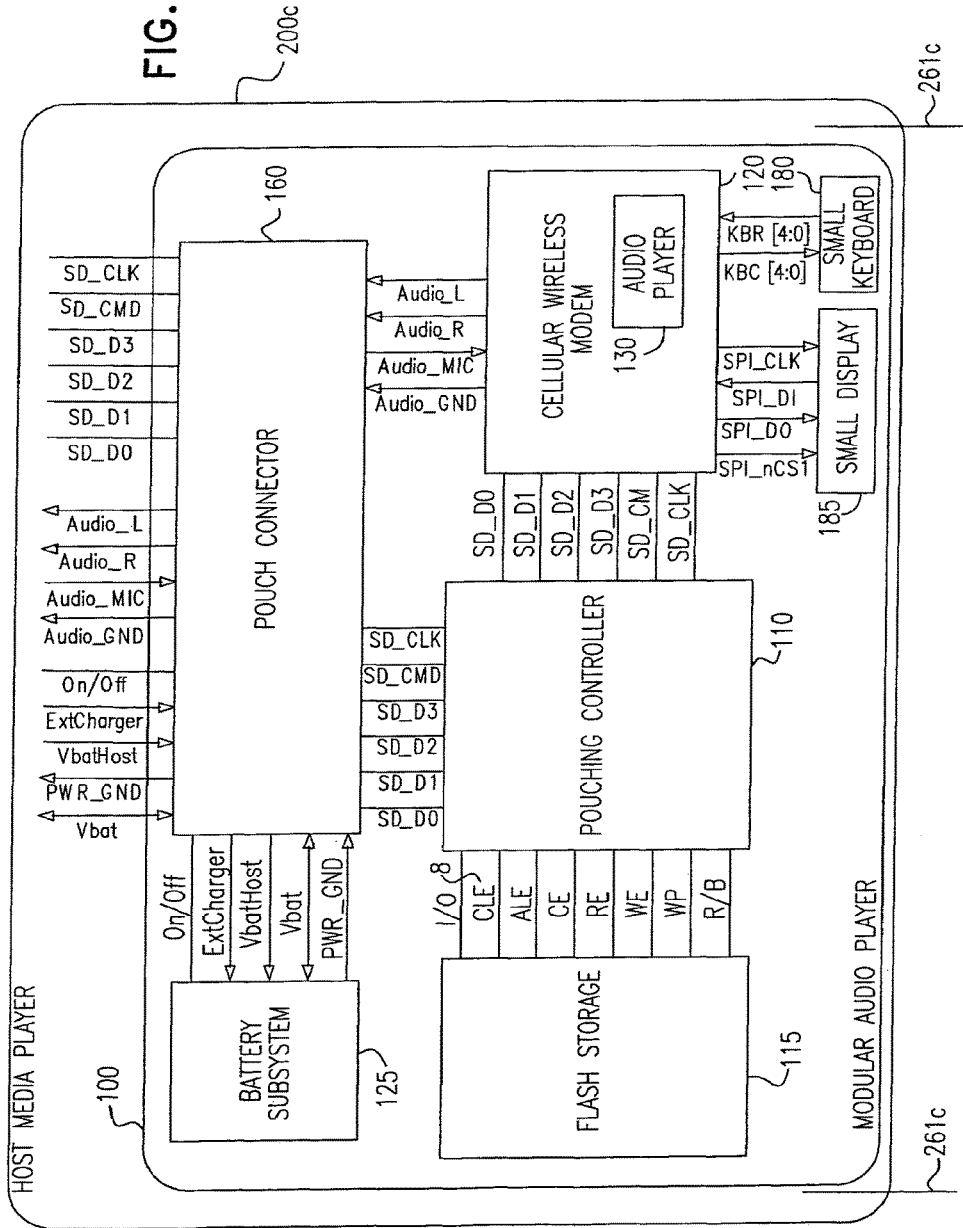 FIG.
HOST MEDIA PLAYER
200c
100
SD_CLK
SD_CMD
SD_D3
SD_D2
SD_D1
SD_D0
Audio_L
Audio_R
Audio_MIC
Audio_GND
On/Off
ExtCharger
VbatHost
PWR_GND
Vbat
160
POUCH CONNECTOR
On/Off
ExtCharger
VbatHost
Vbat
PWR_GND
BATTERY
SUBSYSTEM
125
Audio_L
Audio_R
Audio_MIC
Audio_GND
SD_CLK
SD_CMD
SD_D3
SD_D2
SD_D1
SD_D0
CELLULAR WIRELESS
MODEM
120
AUDIO
PLAYER
130
SD_D0
SD_D1
SD_D2
SD_D3
SD_CM
SD_CLK
POUCHING CONTROLLER
110
I/O 8
CLE
ALE
CE
RE
WE
WP
R/B
FLASH STORAGE
115
KBR [4:0]
KBC [4:0]
180
SMALL
KEYBOARD
SPI_CLK
SPI_DI
SPI_DO
SPI_nCS1
SMALL DISPLAY
185
MODULAR AUDIO PLAYER
261c
261c